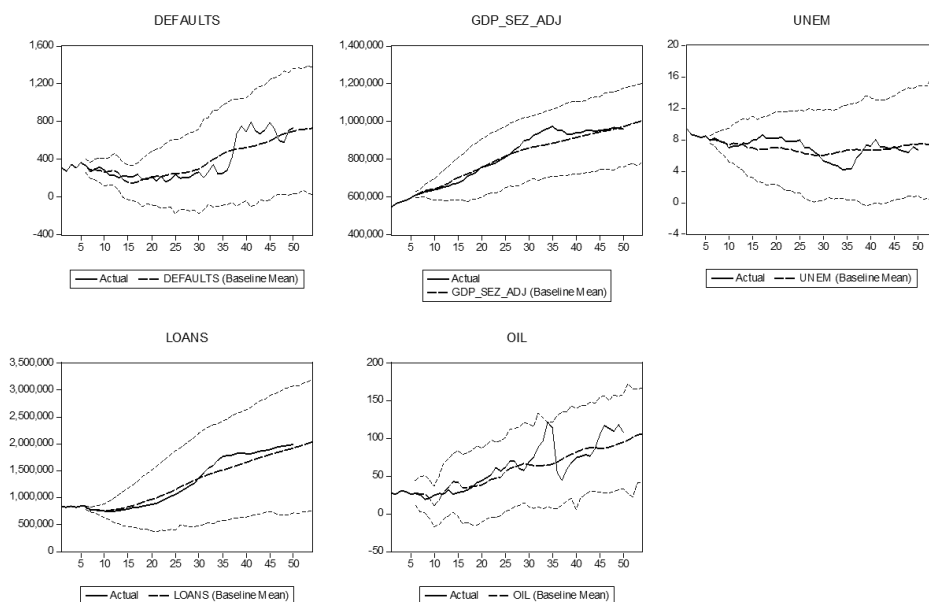 DEFAULTS
1,600
1,200
800
400
0
-400
5 10 15 20 25 30 35 40 45 50
Actual DEFAULTS (Baseline Mean)
GDP_SEZ_ADJ
1,400,000
1,200,000
1,000,000
800,000
600,000
400,000
5 10 15 20 25 30 35 40 45 50
Actual
GDP_SEZ_ADJ (Baseline Mean)
UNEM
20
16
12
8
4
0
-4
5 10 15 20 25 30 35 40 45 50
Actual UNEM (Baseline Mean)
LOANS
3,500,000
3,000,000
2,500,000
2,000,000
1,500,000
1,000,000
500,000
0
5 10 15 20 25 30 35 40 45 50
Actual LOANS (Baseline Mean)
OIL
200
150
100
50
0
-50
5 10 15 20 25 30 35 40 45 50
Actual OIL (Baseline Mean)